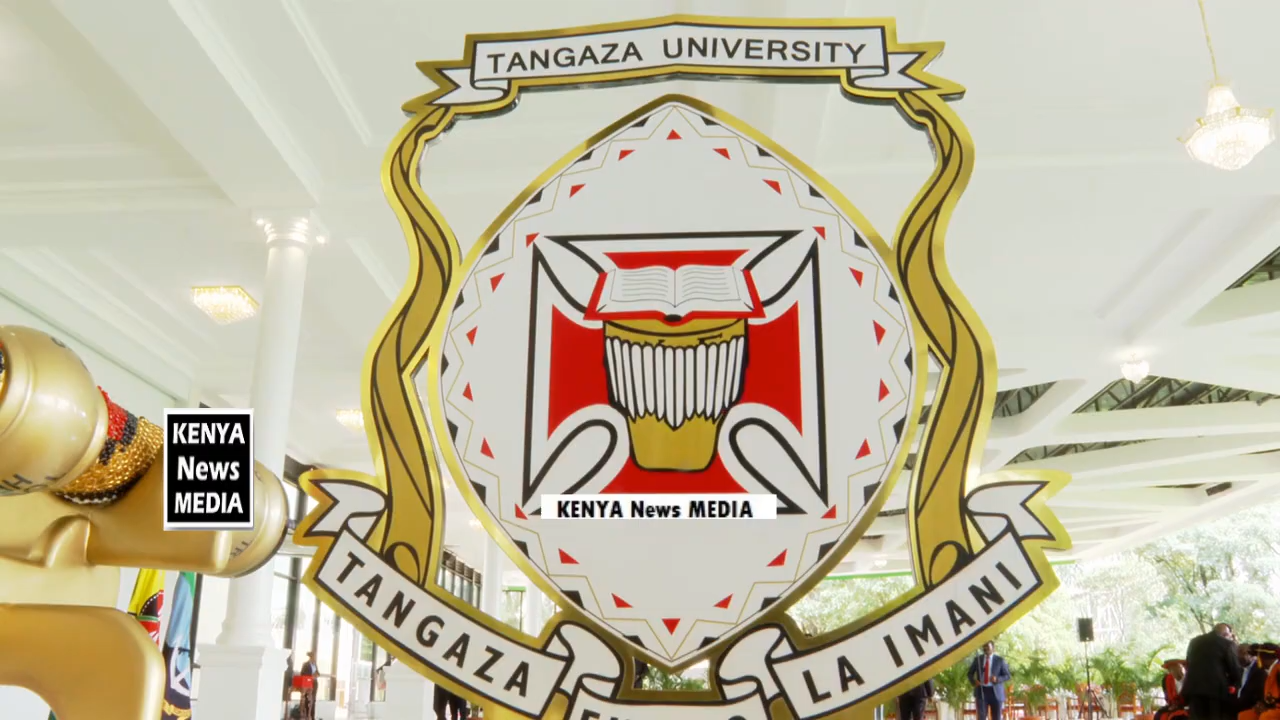 TANGAZA UNIVERSITY
KENYA
News
MEDIA
KENYA News MEDIA
TANGAZA
LA IMANI